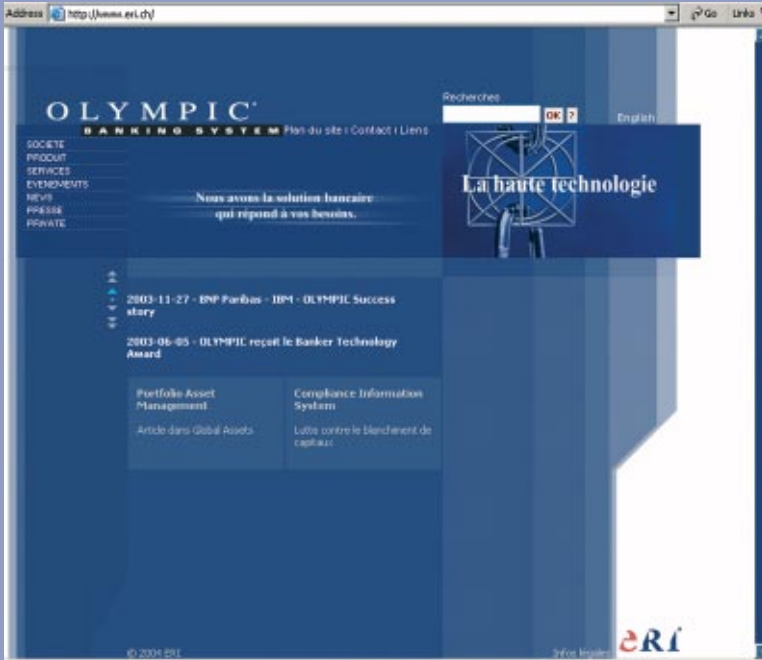 Address http://www.eri.ch/ Go Links
Recherches
OK ?
English
OLYMPIC
BANKING SYSTEM
Plan du site | Contact | Liens
SOCIETE
PRODUIT
SERVICES
EVENEMENTS
NEWS
PRESSE
PRIVATE
Nous avons la solution bancaire
qui répond à vos besoins.
La haute technologie
2003-11-27 - BNP Paribas - IBM - OLYMPIC Success
story
2003-06-05 - OLYMPIC reçoit le Banker Technology
Award
Portfolio Asset
Management
Article dans Global Assets
Compliance Information
System
Lutte contre le blanchiment de
capitaux
© 2004 ERI
Infos légales
eRI